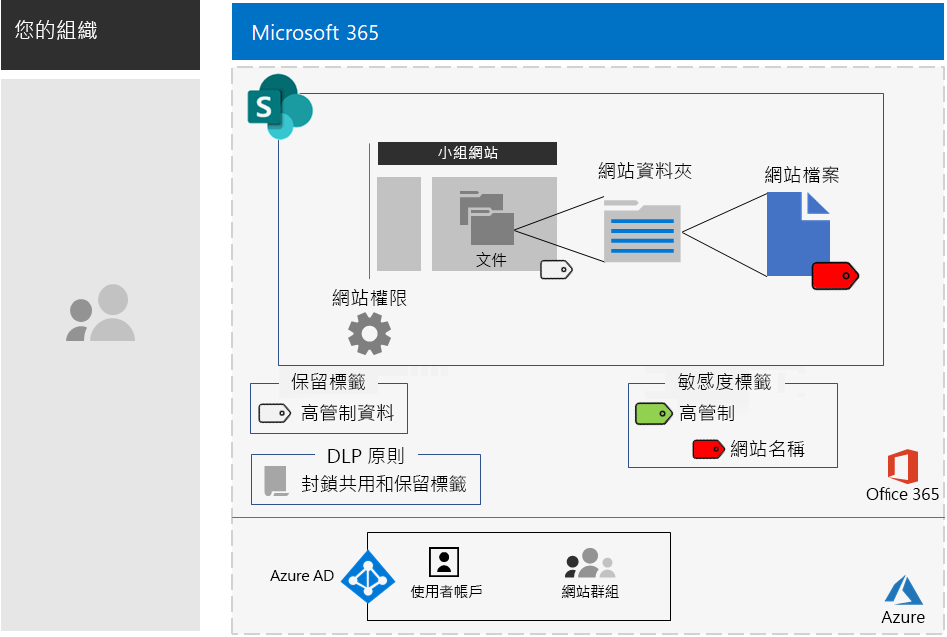 您的組織
Microsoft 365
S
小組網站
網站資料夾
網站檔案
文件
網站權限
保留標籤
高管制資料
敏感度標籤
高管制
網站名稱
DLP 原則
封鎖共用和保留標籤
Office 365
Azure AD
使用者帳戶
網站群組
Azure